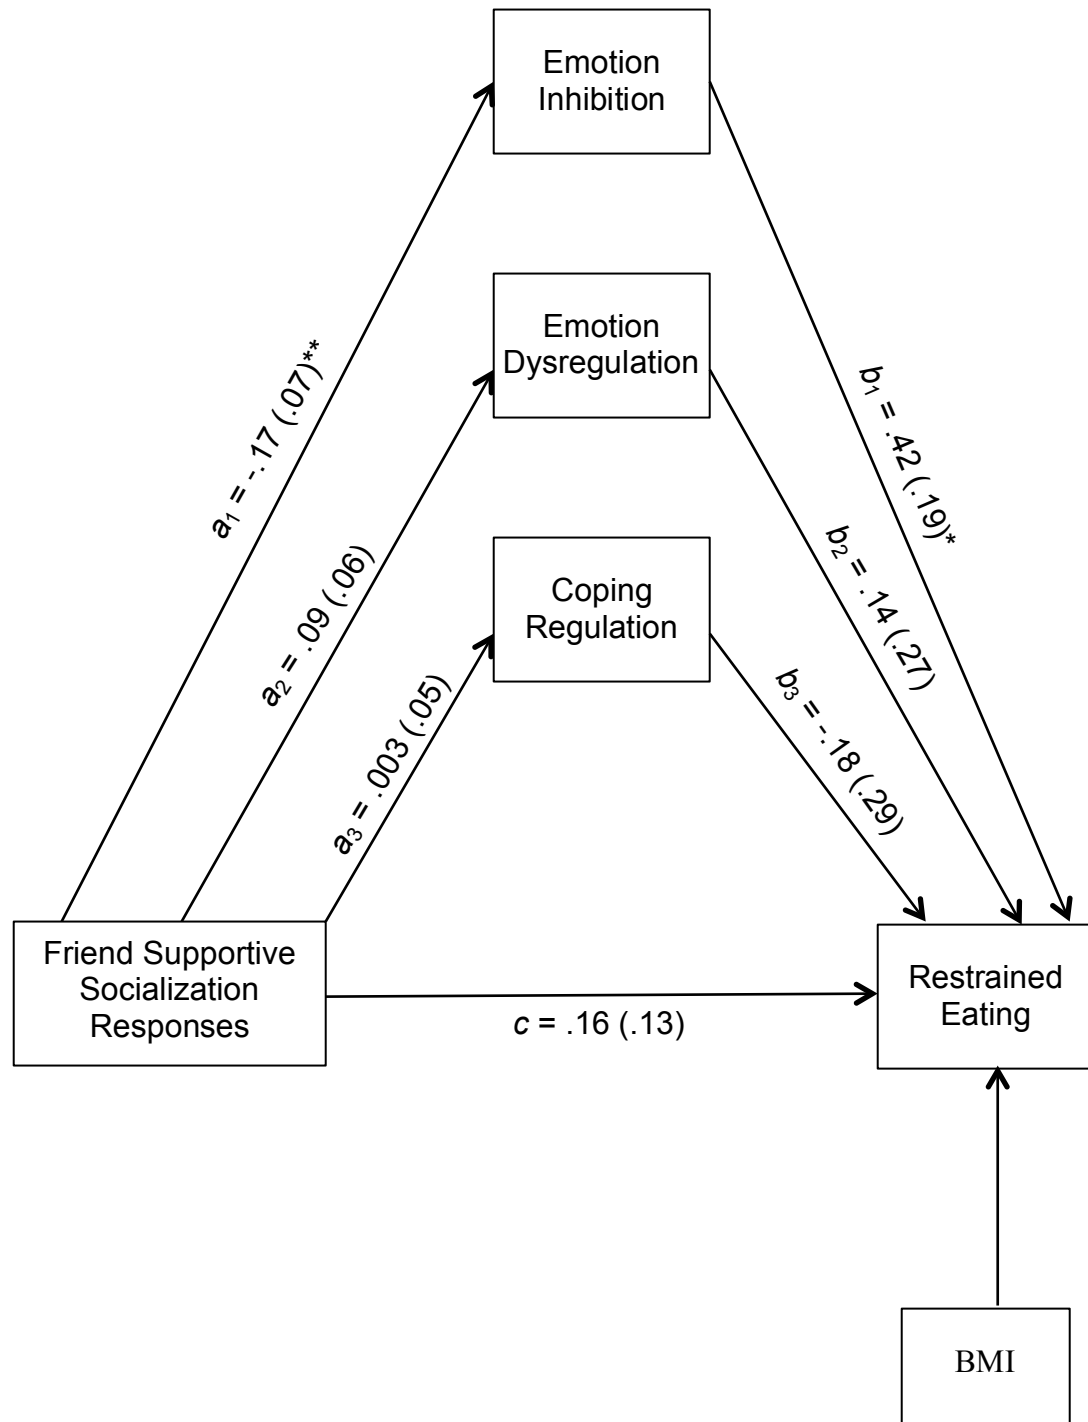 Emotion
Inhibition
Emotion
Dysregulation
Coping
Regulation
a₁ = -.17 (.07)**
a₂ = .09 (.06)
a₃ = .003 (.05)
b₁ = .42 (.19)*
b₂ = .14 (.27)
b₃ = -.18 (.29)
Friend Supportive
Socialization
Responses
c = .16 (.13)
Restrained
Eating
BMI